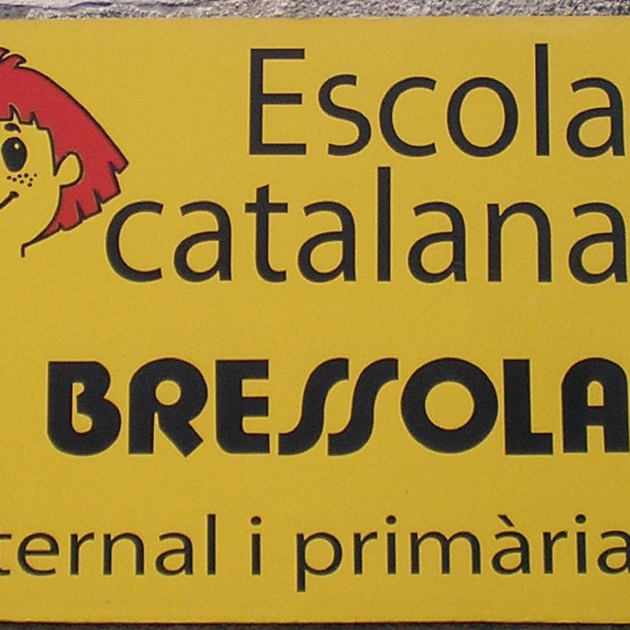 Escola
catalana
BRESSOLA
ternal i primària